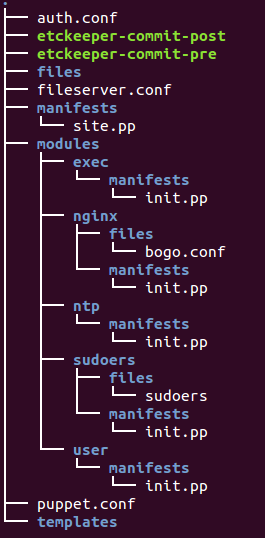 .
auth.conf
etckeeper-commit-post
etckeeper-commit-pre
files
fileserver.conf
manifests
site.pp
modules
exec
manifests
init.pp
nginx
files
bogo.conf
manifests
init.pp
ntp
manifests
init.pp
sudoers
files
sudoers
manifests
init.pp
user
manifests
init.pp
puppet.conf
templates